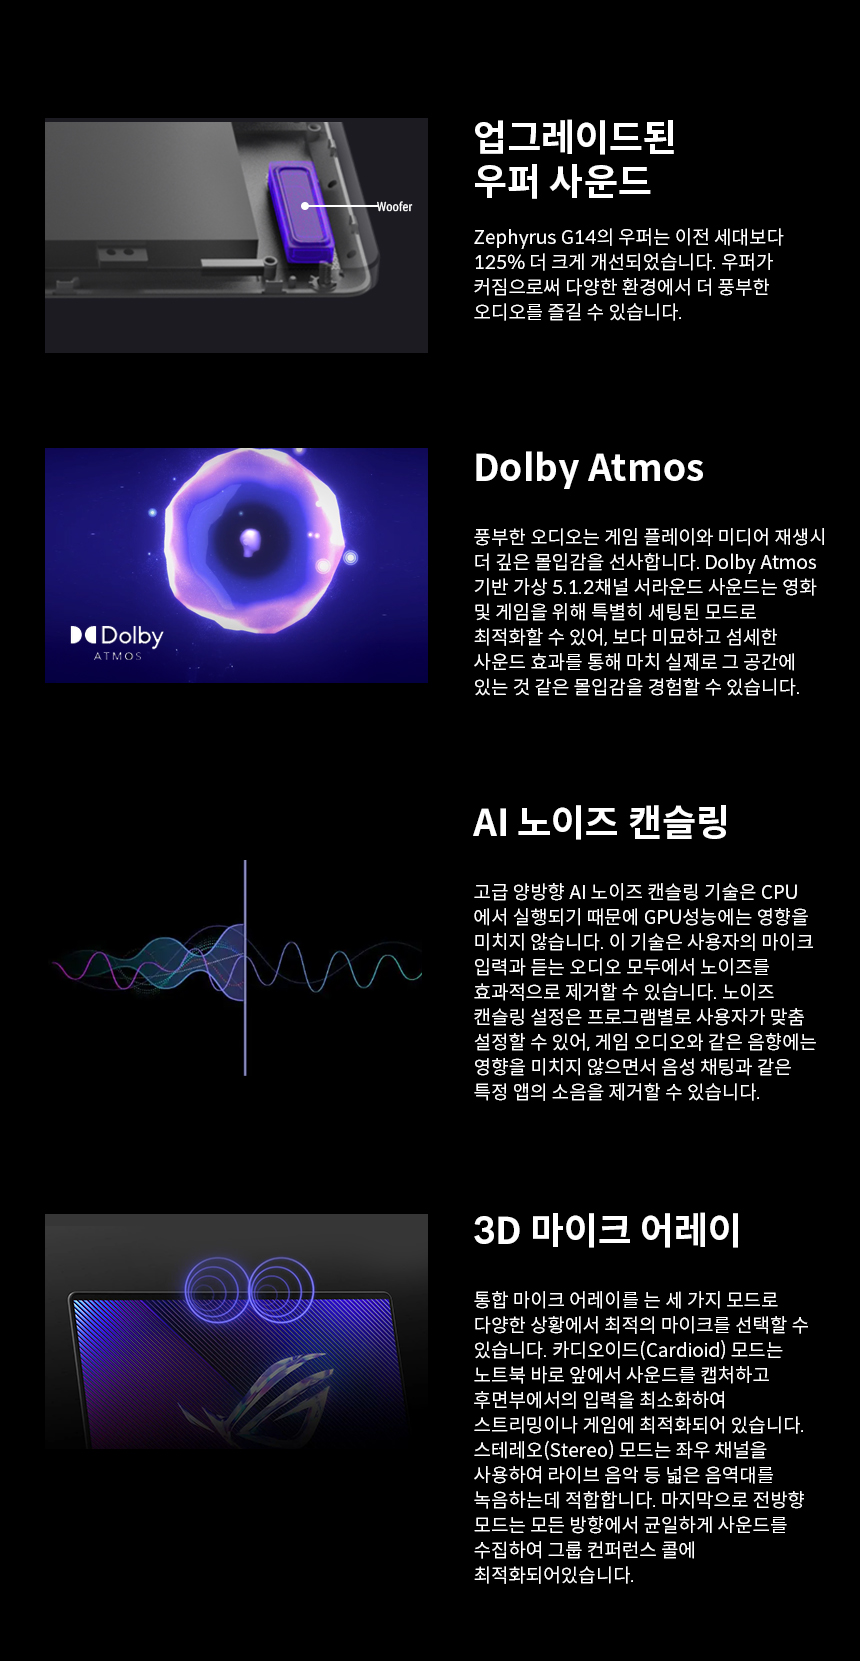 업그레이드된
우퍼 사운드
Woofer
Zephyrus G14의 우퍼는 이전 세대보다
125% 더 크게 개선되었습니다. 우퍼가
커짐으로써 다양한 환경에서 더 풍부한
오디오를 즐길 수 있습니다.
Dolby Atmos
풍부한 오디오는 게임 플레이와 미디어 재생시
더 깊은 몰입감을 선사합니다. Dolby Atmos
기반 가상 5.1.2채널 서라운드 사운드는 영화
및 게임을 위해 특별히 세팅된 모드로
최적화할 수 있어, 보다 미묘하고 섬세한
사운드 효과를 통해 마치 실제로 그 공간에
있는 것 같은 몰입감을 경험할 수 있습니다.
Dolby
ATMOS
AI 노이즈 캔슬링
고급 양방향 AI 노이즈 캔슬링 기술은 CPU
에서 실행되기 때문에 GPU성능에는 영향을
미치지 않습니다. 이 기술은 사용자의 마이크
입력과 듣는 오디오 모두에서 노이즈를
효과적으로 제거할 수 있습니다. 노이즈
캔슬링 설정은 프로그램별로 사용자가 맞춤
설정할 수 있어, 게임 오디오와 같은 음향에는
영향을 미치지 않으면서 음성 채팅과 같은
특정 앱의 소음을 제거할 수 있습니다.
3D 마이크 어레이
통합 마이크 어레이를 는 세 가지 모드로
다양한 상황에서 최적의 마이크를 선택할 수
있습니다. 카디오이드(Cardioid) 모드는
노트북 바로 앞에서 사운드를 캡처하고
후면부에서의 입력을 최소화하여
스트리밍이나 게임에 최적화되어 있습니다.
스테레오(Stereo) 모드는 좌우 채널을
사용하여 라이브 음악 등 넓은 음역대를
녹음하는데 적합합니다. 마지막으로 전방향
모드는 모든 방향에서 균일하게 사운드를
수집하여 그룹 컨퍼런스 콜에
최적화되어있습니다.